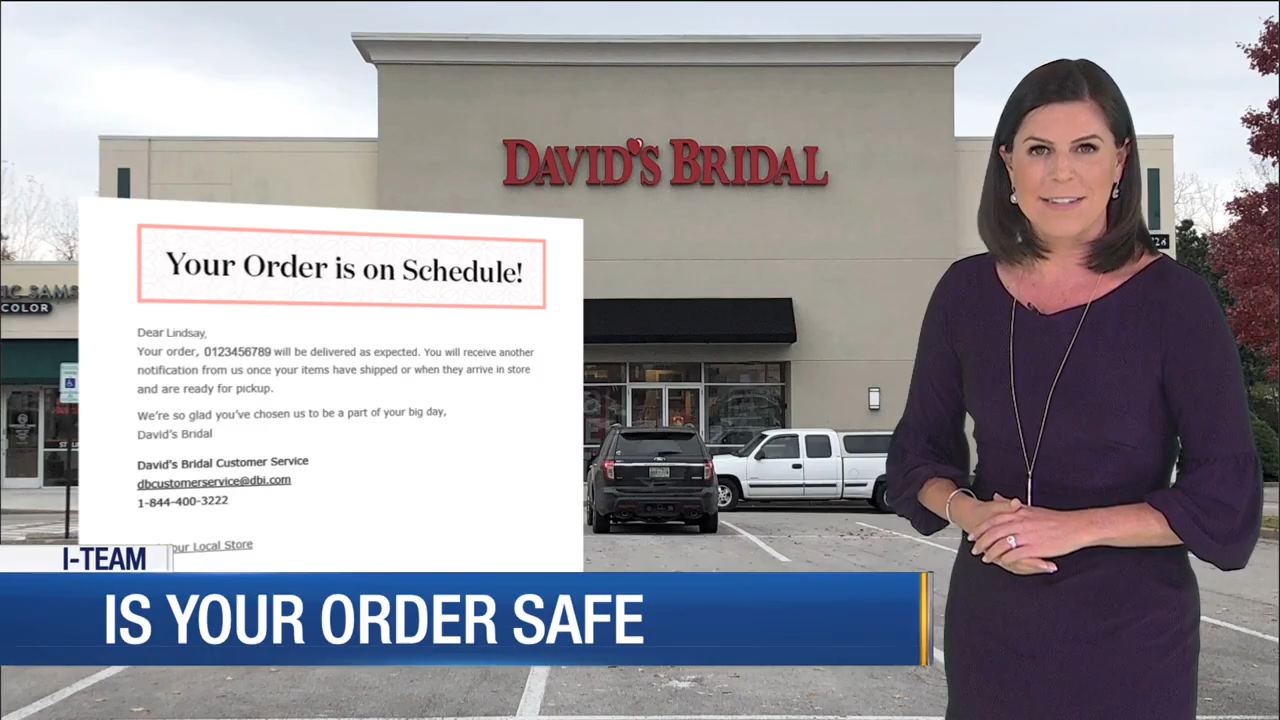 DAVID'S BRIDAL
Your Order is on Schedule!
Dear Lindsay,
Your order, 0123456789 will be delivered as expected. You will receive another
notification from us once your items have shipped or when they arrive in store
and are ready for pickup.
We're so glad you've chosen us to be a part of your big day,
David's Bridal
David's Bridal Customer Service
dbcustomerservice@dbi.com
1-844-400-3222
Your Local Store
SAMS
COLOR
I-TEAM
IS YOUR ORDER SAFE